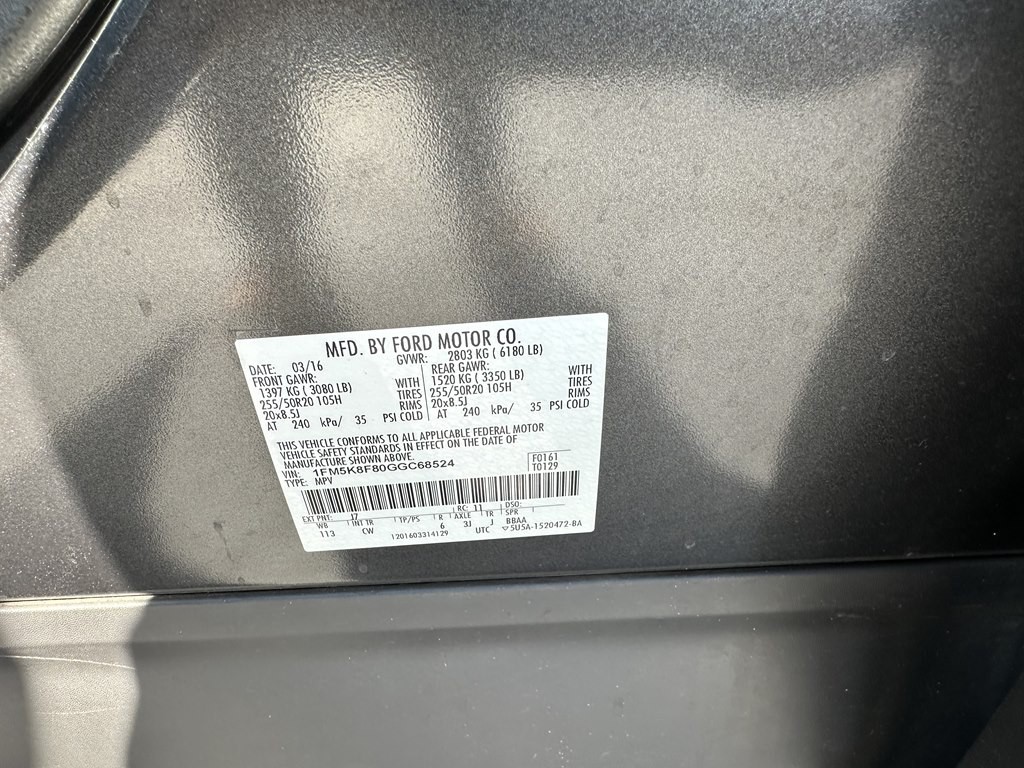 MFD. BY FORD MOTOR CO.
DATE: 03/16 GVWR: 2803 KG ( 6180 LB)
FRONT GAWR: REAR GAWR:
1397 KG ( 3080 LB) WITH 1520 KG ( 3350 LB) WITH
255/50R20 105H TIRES 255/50R20 105H TIRES
20x8.5J RIMS 20x8.5J RIMS
AT 240 kPa/ 35 PSI COLD AT 240 kPa/ 35 PSI COLD
THIS VEHICLE CONFORMS TO ALL APPLICABLE FEDERAL MOTOR
VEHICLE SAFETY STANDARDS IN EFFECT ON THE DATE OF
MANUFACTURE SHOWN ABOVE.
VIN: 1FM5K8F80GGC68524 F0161
TYPE: MPV T0129
EXT PNT: J7 RC: 11 DSO:
WB INT TR TP/PS R AXLE TR SPR
113 CW 6 3J J BBAA
1201603314129 UTC 5U5A-1520472-BA